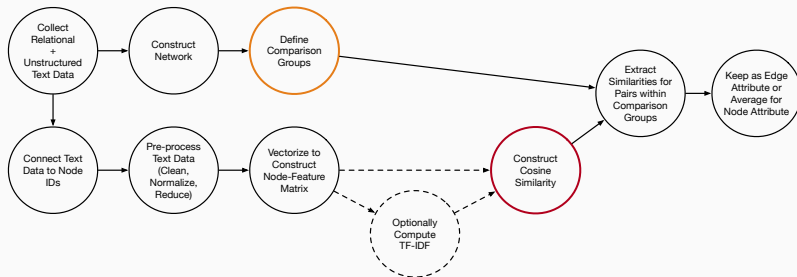 Collect
Relational
+
Unstructured
Text Data
Construct
Network
Define
Comparison
Groups
Extract
Similarities for
Pairs within
Comparison
Groups
Keep as Edge
Attribute or
Average for
Node Attribute
Connect Text
Data to Node
IDs
Pre-process
Text Data
(Clean,
Normalize,
Reduce)
Vectorize to
Construct
Node-Feature
Matrix
Construct
Cosine
Similarity
Optionally
Compute
TF-IDF